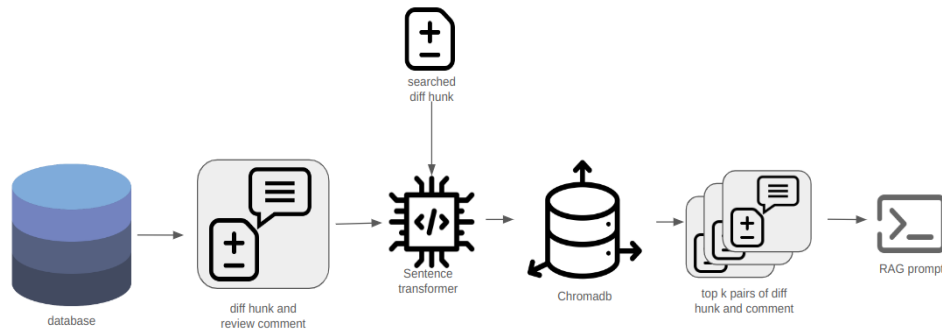 searched
diff hunk
database
diff hunk and
review comment
</>
Sentence
transformer
Chromadb
top k pairs of diff
hunk and comment
RAG prompt